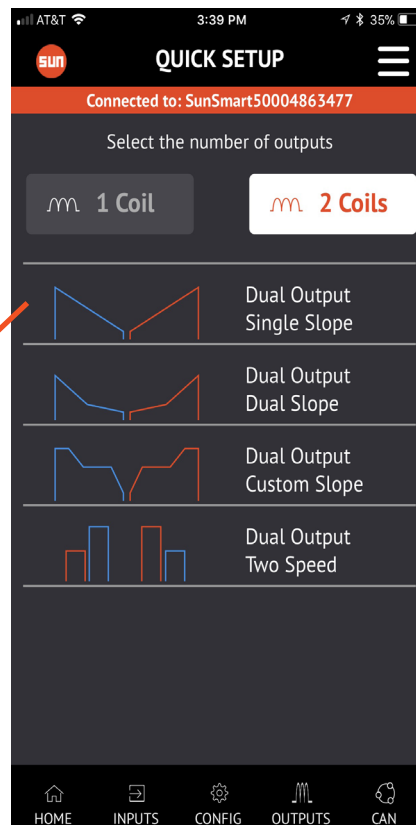 AT&T 3:39 PM 35%
sun QUICK SETUP
Connected to: SunSmart50004863477
Select the number of outputs
1 Coil 2 Coils
Dual Output
Single Slope
Dual Output
Dual Slope
Dual Output
Custom Slope
Dual Output
Two Speed
HOME INPUTS CONFIG OUTPUTS CAN